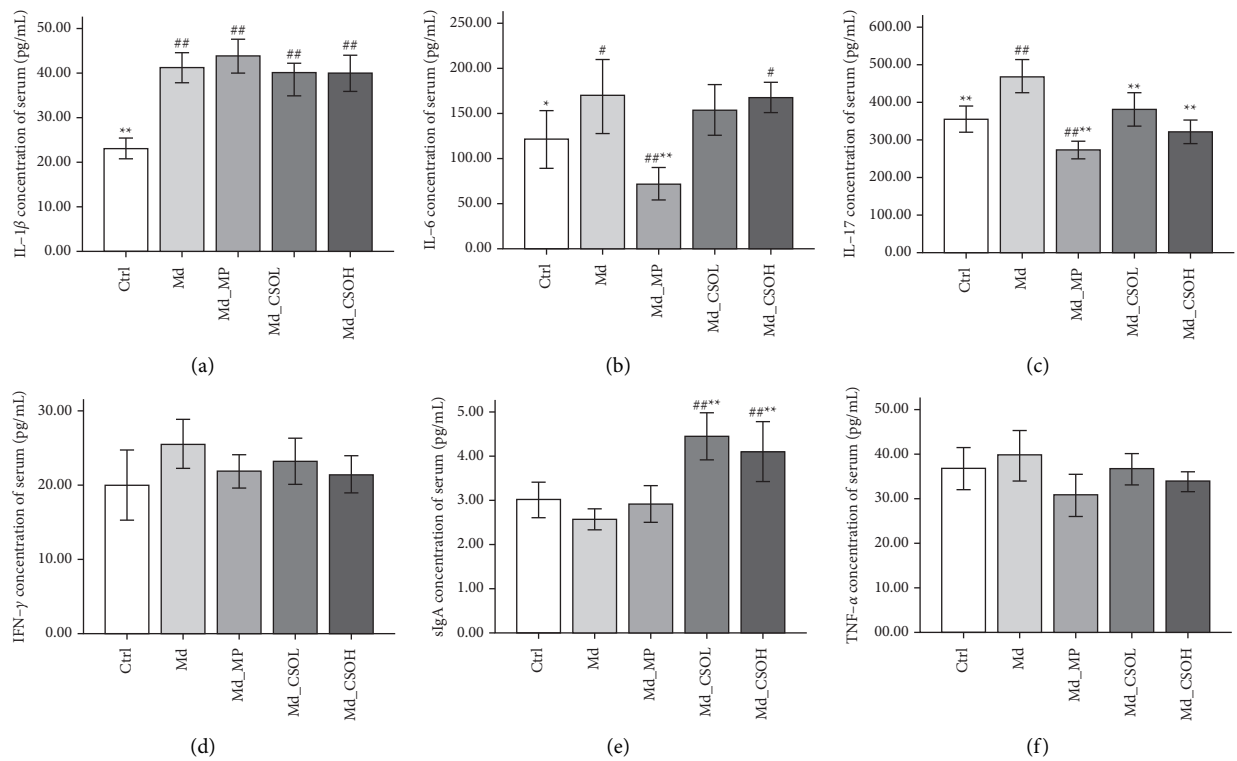 IL–1β concentration of serum (pg/mL)
50.00
40.00
30.00
20.00
10.00
0.00
**
##
##
##
##
Ctrl
Md
Md_MP
Md_CSOL
Md_CSOH
(a)
IL–6 concentration of serum (pg/mL)
250.00
200.00
150.00
100.00
50.00
0.00
*
#
##**
#
Ctrl
Md
Md_MP
Md_CSOL
Md_CSOH
(b)
IL–17 concentration of serum (pg/mL)
600.00
500.00
400.00
300.00
200.00
100.00
0.00
**
##
##**
**
**
Ctrl
Md
Md_MP
Md_CSOL
Md_CSOH
(c)
IFN–γ concentration of serum (pg/mL)
30.00
20.00
10.00
0.00
Ctrl
Md
Md_MP
Md_CSOL
Md_CSOH
(d)
sIgA concentration of serum (pg/mL)
5.00
4.00
3.00
2.00
1.00
0.00
##**
##**
Ctrl
Md
Md_MP
Md_CSOL
Md_CSOH
(e)
TNF–α concentration of serum (pg/mL)
50.00
40.00
30.00
20.00
10.00
00.00
Ctrl
Md
Md_MP
Md_CSOL
Md_CSOH
(f)